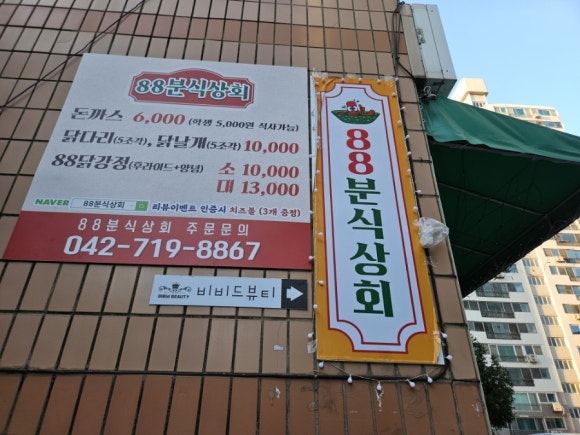 88분식상회
돈까스 6,000 (학생 5,000원 식사가능)
닭다리(5조각), 닭날개(5조각) 10,000
88닭강정(후라이드+양념) 소 10,000
대 13,000
NAVER 88분식상회 리뷰이벤트 인증시 치즈볼 (3개 증정)
88분식상회 주문문의
042-719-8867
BEAUTY 비비드뷰티
88분식상회